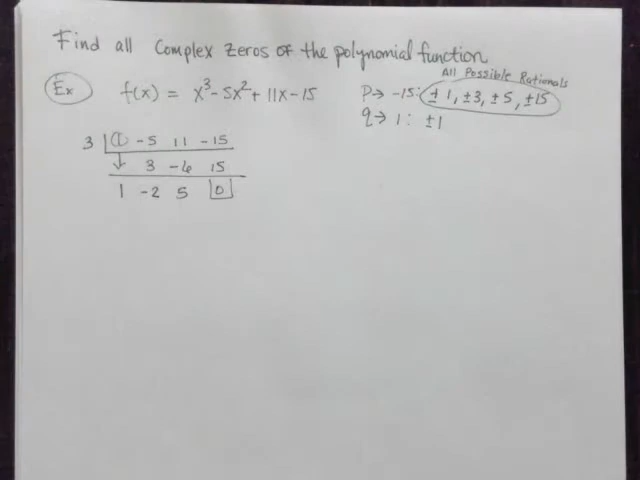 Find all Complex Zeros of the polynomial function
All Possible Rationals
Ex f(x) = x³-5x²+11x-15 P→ -15: ±1, ±3, ±5, ±15
q→ 1: ±1
3 1 -5 11 -15
↓ 3 -6 15
1 -2 5 0